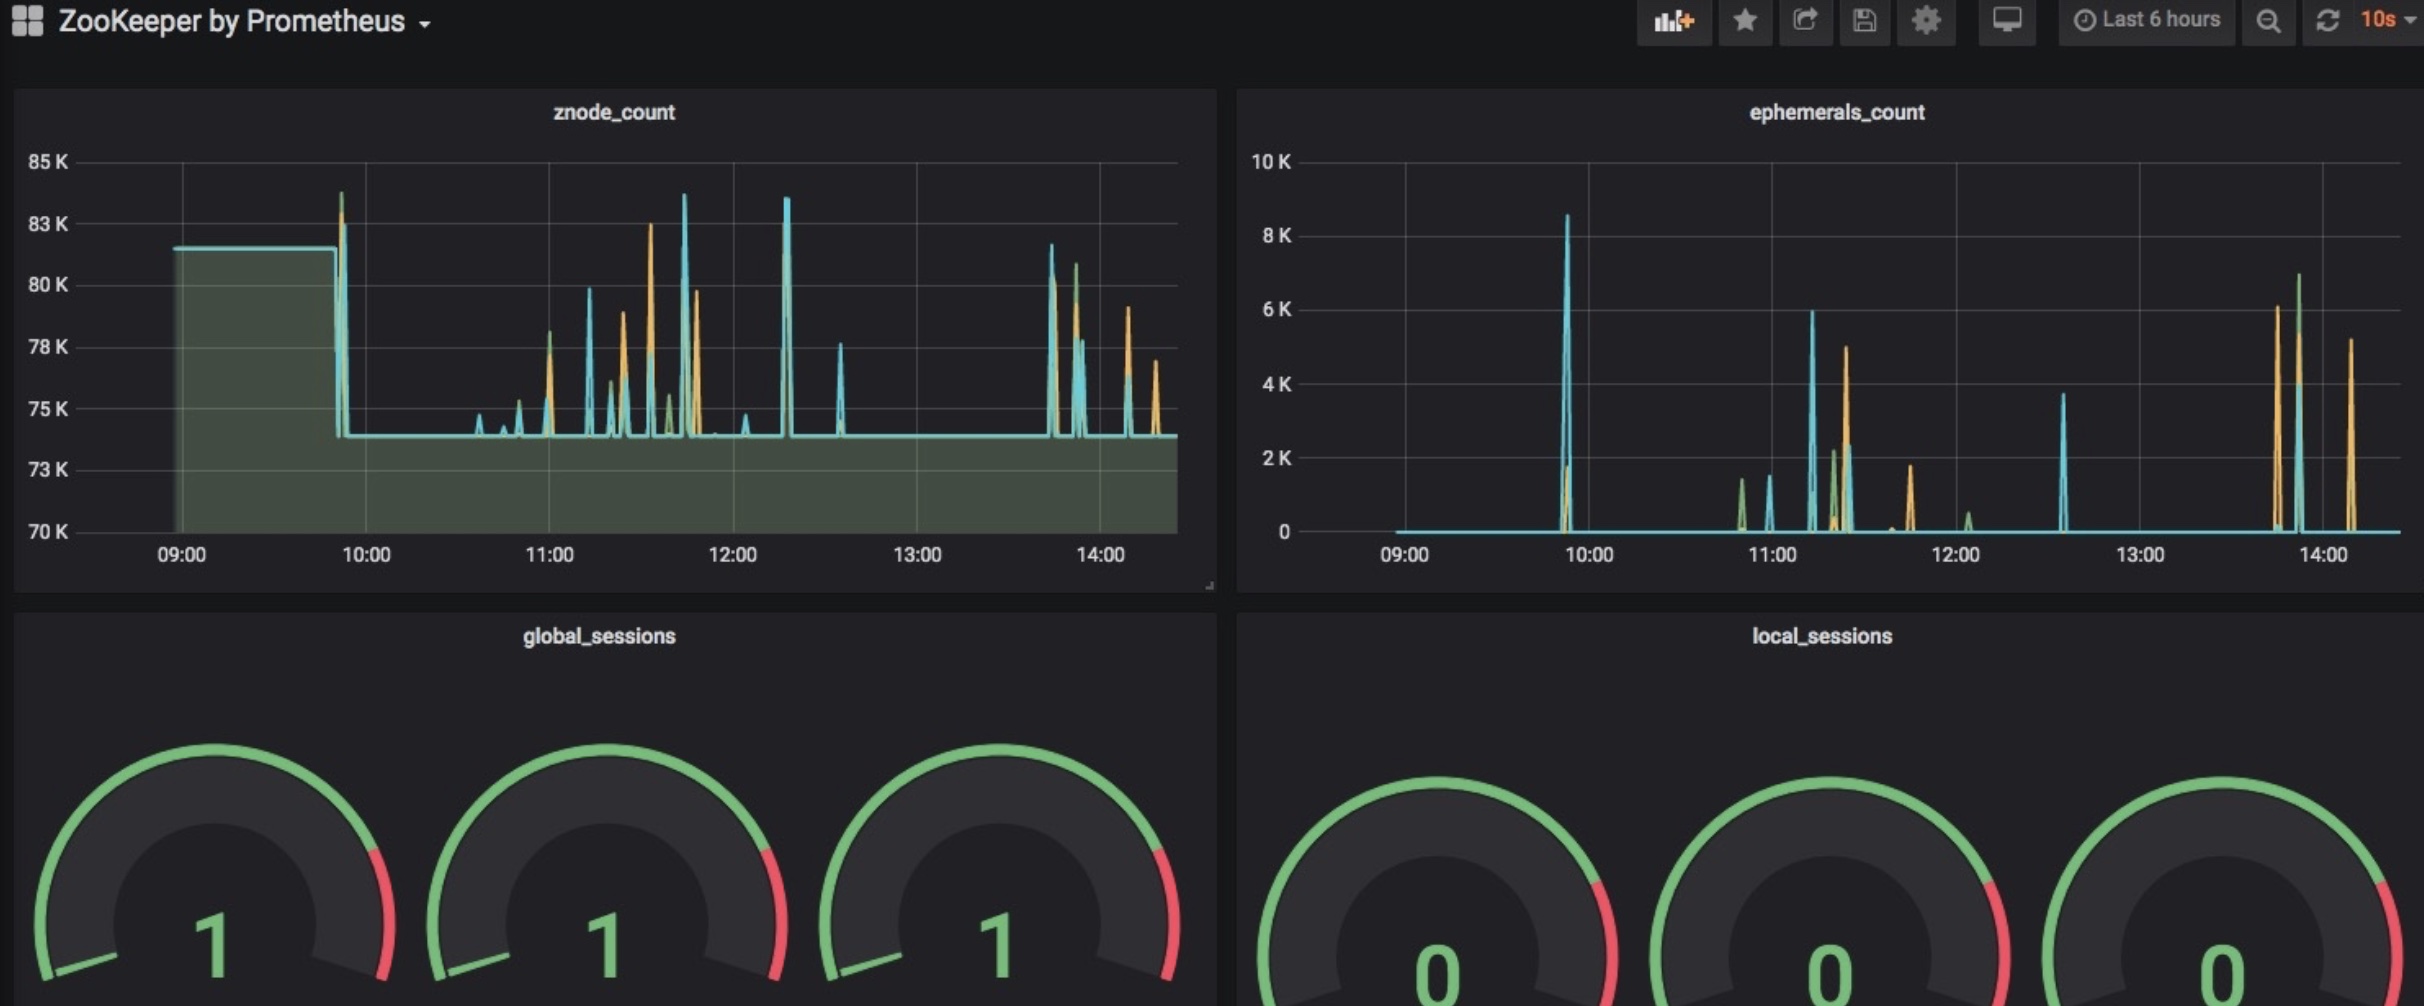 ZooKeeper by Prometheus
Last 6 hours
10s
znode_count
85 K
83 K
80 K
78 K
75 K
73 K
70 K
09:00 10:00 11:00 12:00 13:00 14:00
ephemerals_count
10 K
8 K
6 K
4 K
2 K
0
09:00 10:00 11:00 12:00 13:00 14:00
global_sessions
1 1 1
local_sessions
0 0 0